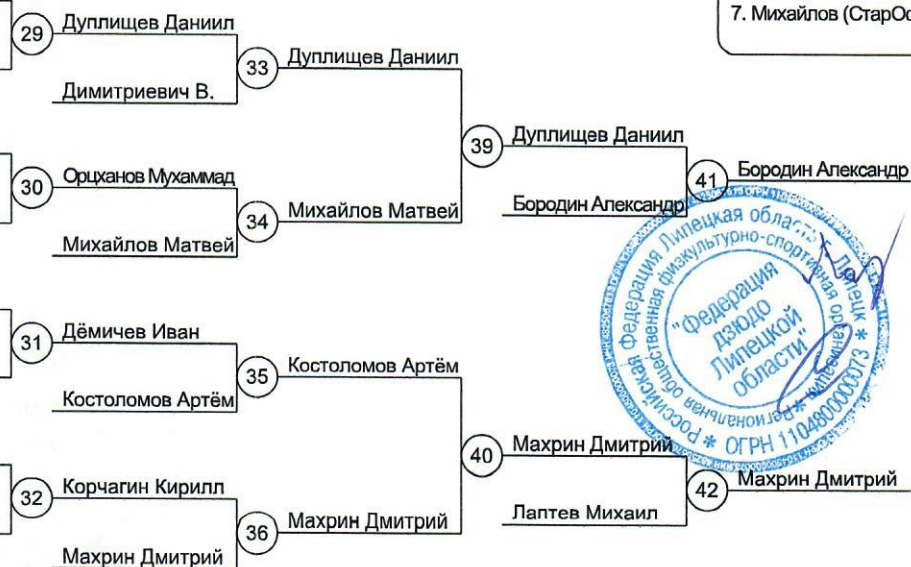 7. Михайлов (СтарОс
29 Дуплищев Даниил
33 Дуплищев Даниил
Димитриевич В.
39 Дуплищев Даниил
41 Бородин Александр
Бородин Александр
30 Орцханов Мухаммад
34 Михайлов Матвей
Михайлов Матвей
31 Дёмичев Иван
35 Костоломов Артём
Костоломов Артём
40 Махрин Дмитрий
42 Махрин Дмитрий
Лаптев Михаил
32 Корчагин Кирилл
36 Махрин Дмитрий
Махрин Дмитрий
Российская Федерация Липецкая область г. Липецк * ОГРН 1104800000073 *
Региональная общественная физкультурно-спортивная организация *
"Федерация
дзюдо
Липецкой
области"